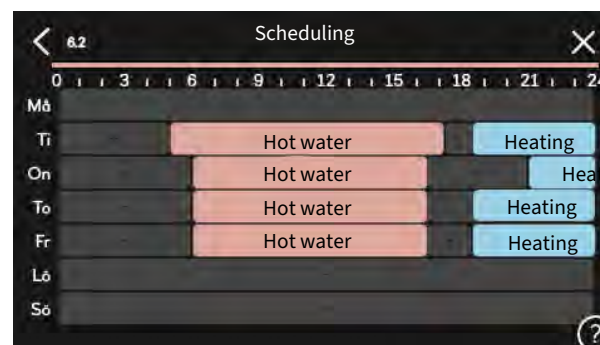 6.2 Scheduling
0 3 6 9 12 15 18 21 24
Må
Ti Hot water Heating
On Hot water Hea
To Hot water Heating
Fr Hot water Heating
Lö
Sö
?